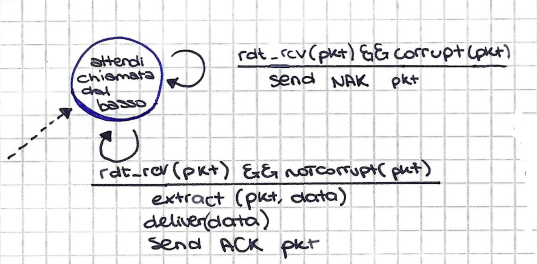 attendi
chiamata
dal
basso
rdt_rcv(pkt) && corrupt(pkt)
send NAK pkt
rdt_rcv(pkt) && notcorrupt(pkt)
extract (pkt, data)
deliver(data)
send ACK pkt